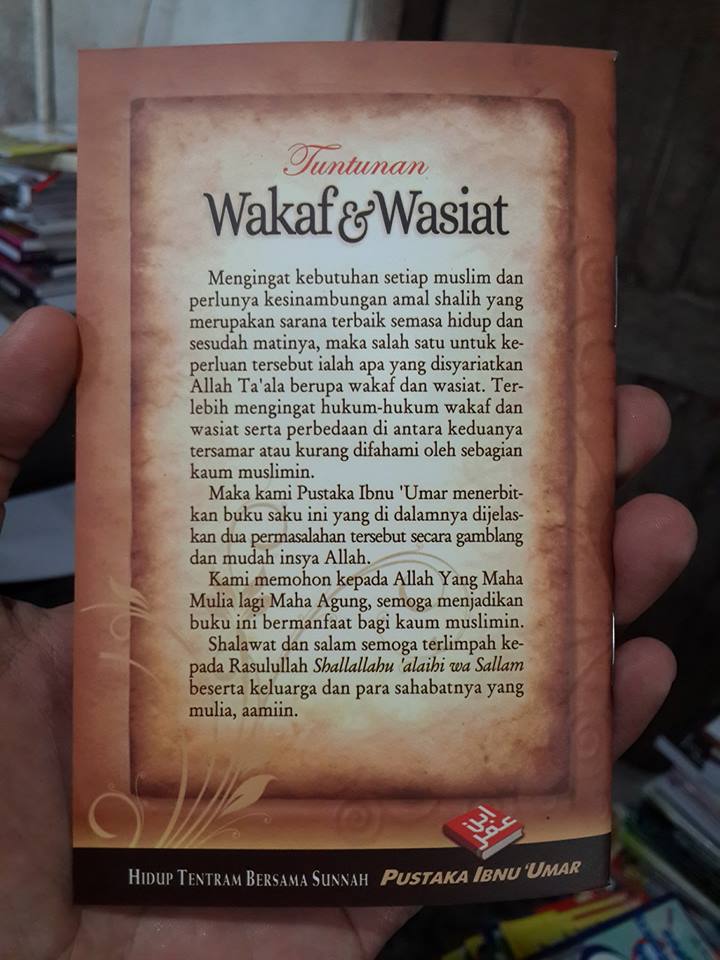 Tuntunan
Wakaf & Wasiat
Mengingat kebutuhan setiap muslim dan
perlunya kesinambungan amal shalih yang
merupakan sarana terbaik semasa hidup dan
sesudah matinya, maka salah satu untuk ke-
perluan tersebut ialah apa yang disyariatkan
Allah Ta'ala berupa wakaf dan wasiat. Ter-
lebih mengingat hukum-hukum wakaf dan
wasiat serta perbedaan di antara keduanya
tersamar atau kurang difahami oleh sebagian
kaum muslimin.
Maka kami Pustaka Ibnu 'Umar menerbit-
kan buku saku ini yang di dalamnya dijelas-
kan dua permasalahan tersebut secara gamblang
dan mudah insya Allah.
Kami memohon kepada Allah Yang Maha
Mulia lagi Maha Agung, semoga menjadikan
buku ini bermanfaat bagi kaum muslimin.
Shalawat dan salam semoga terlimpah ke-
pada Rasulullah Shallallahu 'alaihi wa Sallam
beserta keluarga dan para sahabatnya yang
mulia, aamiin.
ابن
عمر
HIDUP TENTRAM BERSAMA SUNNAH PUSTAKA IBNU 'UMAR